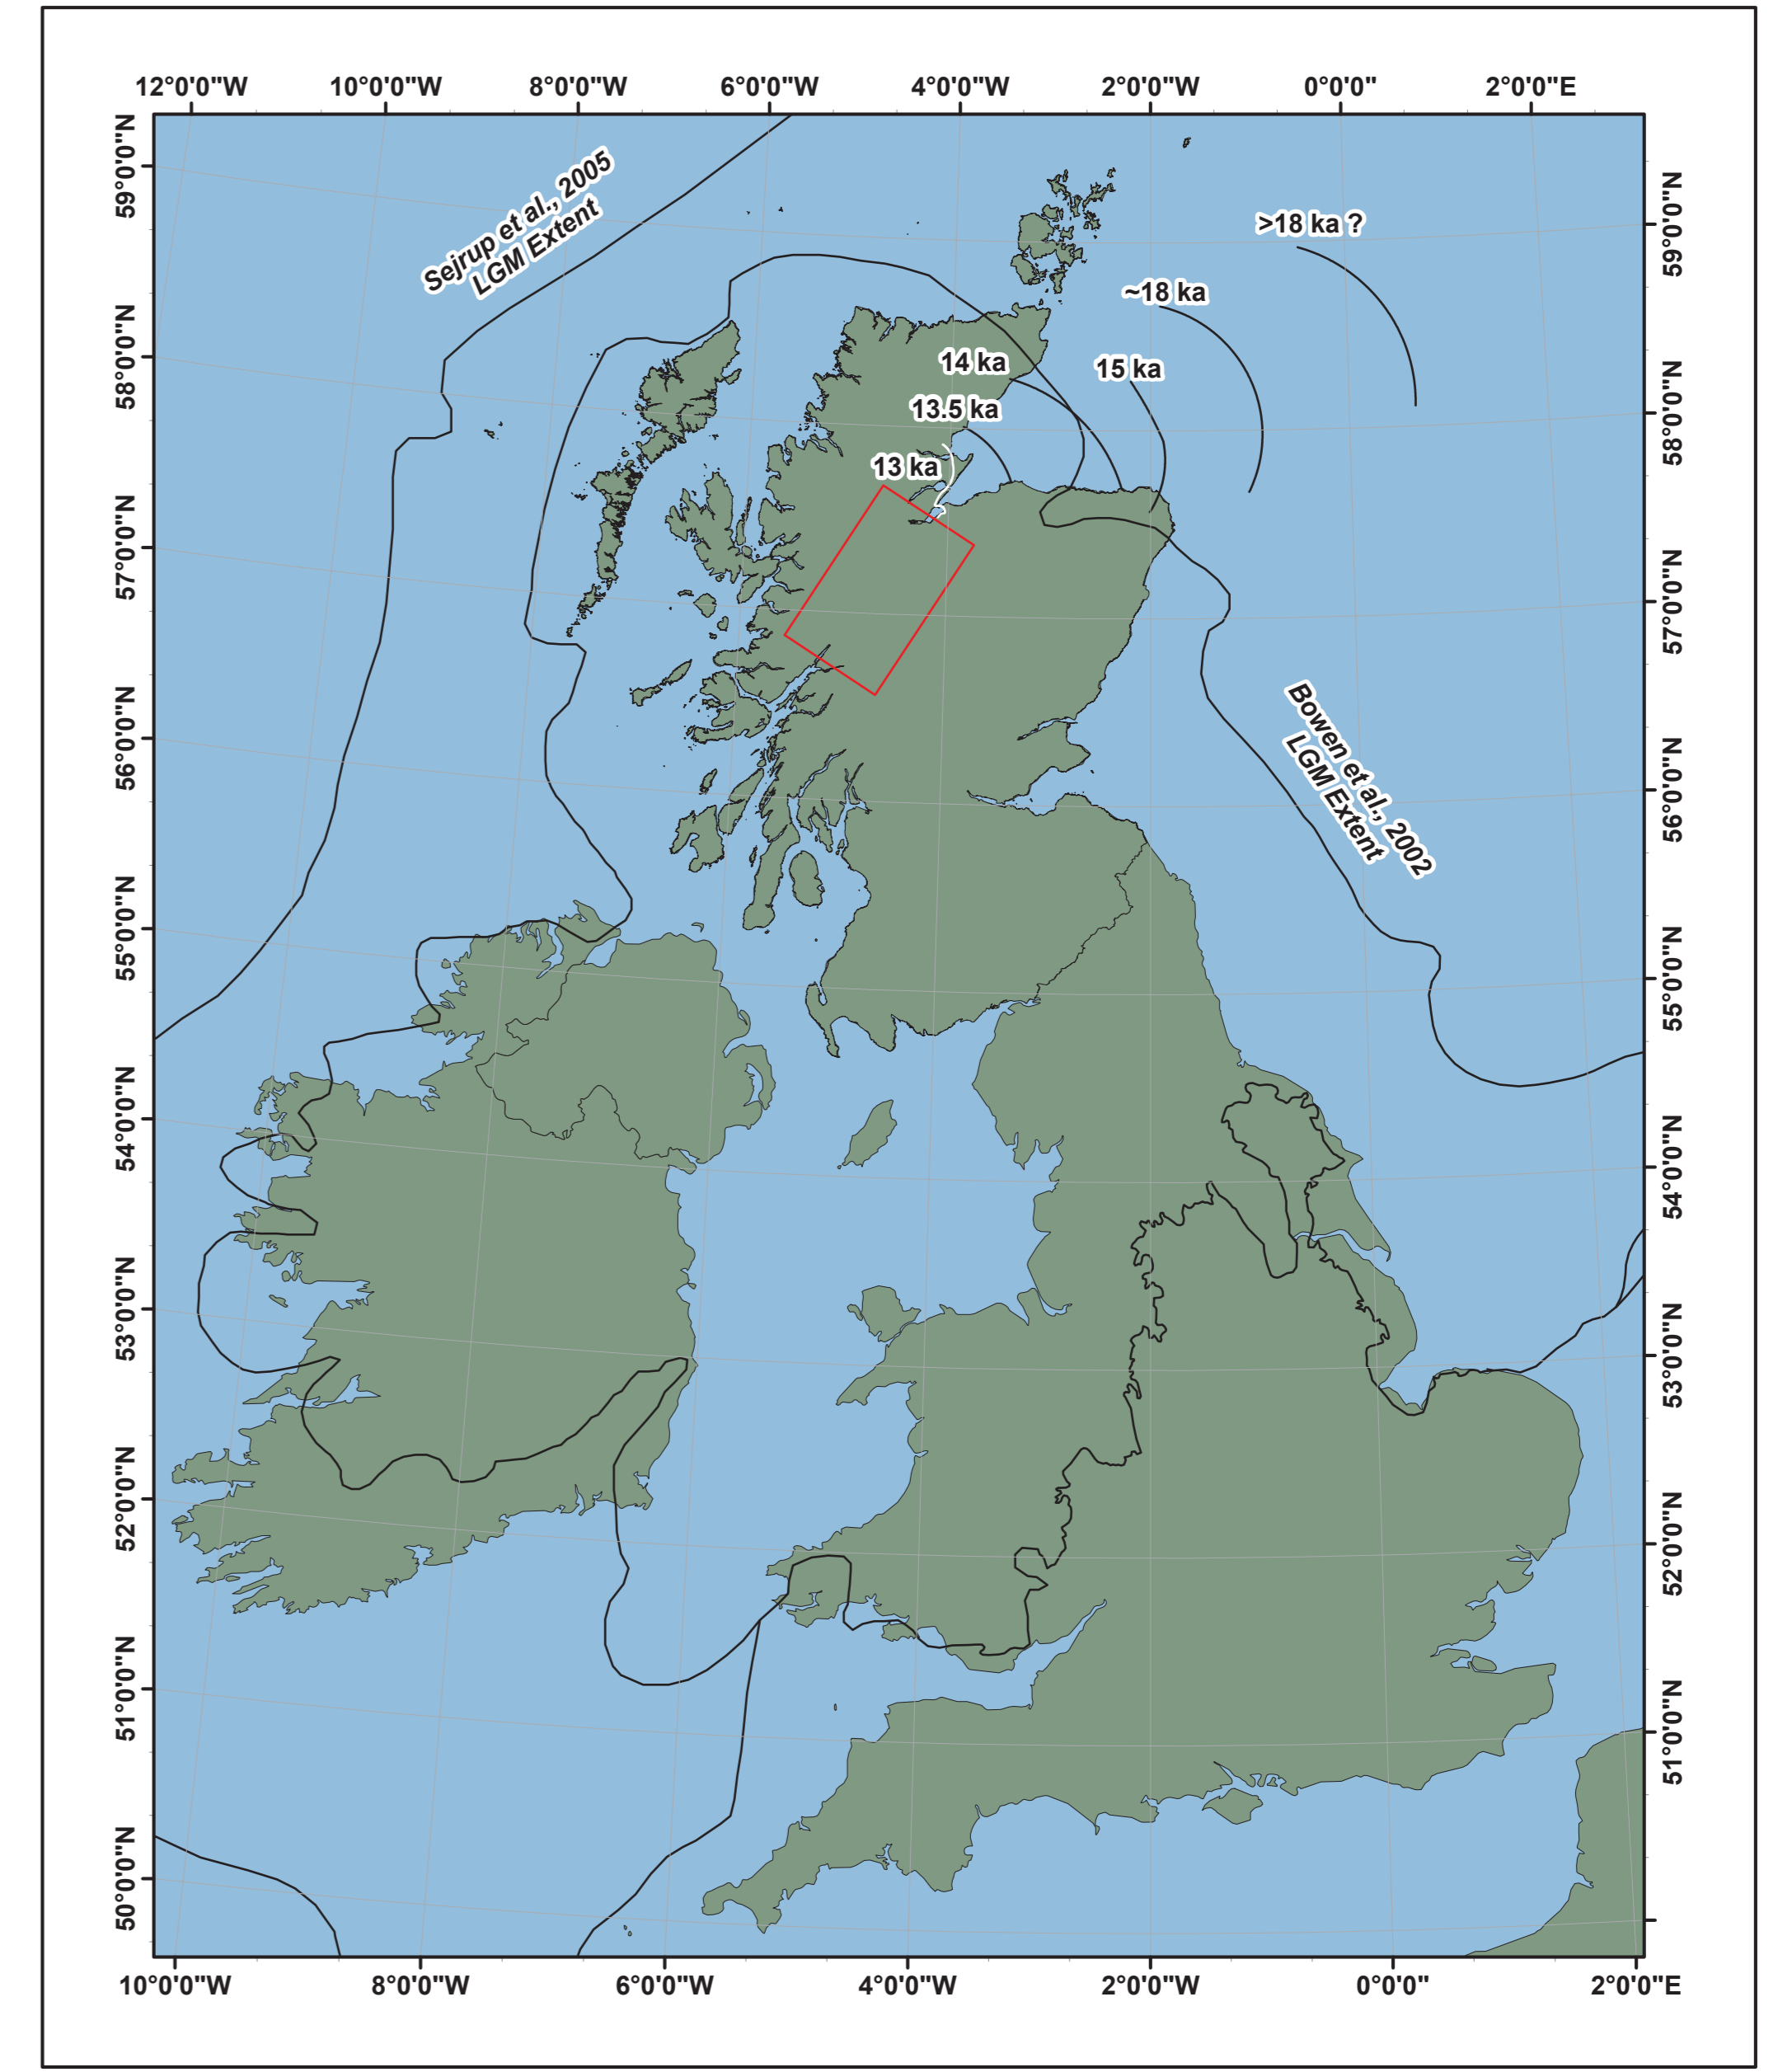 12°0'0"W
10°0'0"W
8°0'0"W
6°0'0"W
4°0'0"W
2°0'0"W
0°0'0"
2°0'0"E
59°0'0"N
58°0'0"N
57°0'0"N
56°0'0"N
55°0'0"N
54°0'0"N
53°0'0"N
52°0'0"N
51°0'0"N
50°0'0"N
Sejrup et al., 2005
LGM Extent
>18 ka ?
~18 ka
14 ka
15 ka
13.5 ka
13 ka
Bowen et al., 2002
LGM Extent
59°0'0"N
58°0'0"N
57°0'0"N
56°0'0"N
55°0'0"N
54°0'0"N
53°0'0"N
52°0'0"N
51°0'0"N
10°0'0"W
8°0'0"W
6°0'0"W
4°0'0"W
2°0'0"W
0°0'0"
2°0'0"E